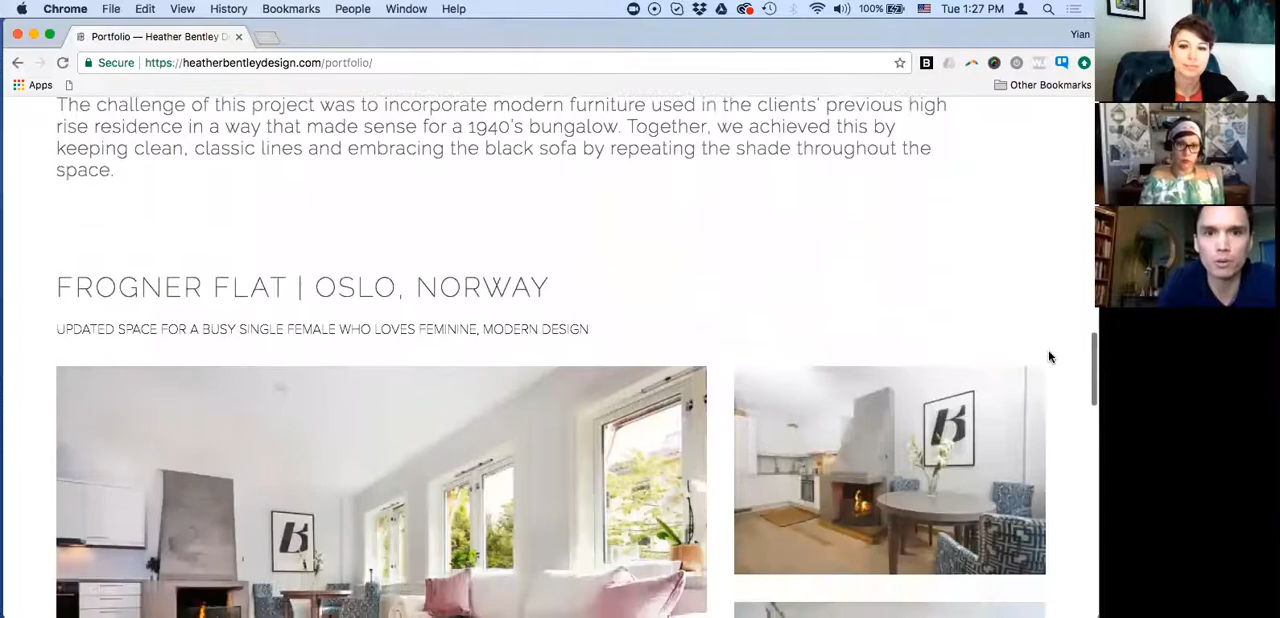 Chrome File Edit View History Bookmarks People Window Help 100% Tue 1:27 PM
Portfolio — Heather Bentley D Yian
Secure https://heatherbentleydesign.com/portfolio/
Apps Other Bookmarks
The challenge of this project was to incorporate modern furniture used in the clients' previous high
rise residence in a way that made sense for a 1940's bungalow. Together, we achieved this by
keeping clean, classic lines and embracing the black sofa by repeating the shade throughout the
space.
FROGNER FLAT | OSLO, NORWAY
UPDATED SPACE FOR A BUSY SINGLE FEMALE WHO LOVES FEMININE, MODERN DESIGN
B
B